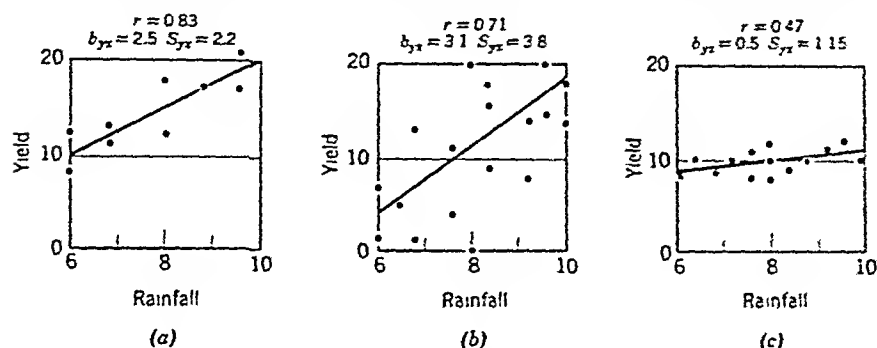 r = 0.83
b_yx = 2.5 S_yx = 2.2
20
10
0
6
8
10
Yield
Rainfall
(a)
r = 0.71
b_yx = 3.1 S_yx = 3.8
20
10
0
6
8
10
Yield
Rainfall
(b)
r = 0.47
b_yx = 0.5 S_yx = 1.15
20
10
0
6
8
10
Yield
Rainfall
(c)